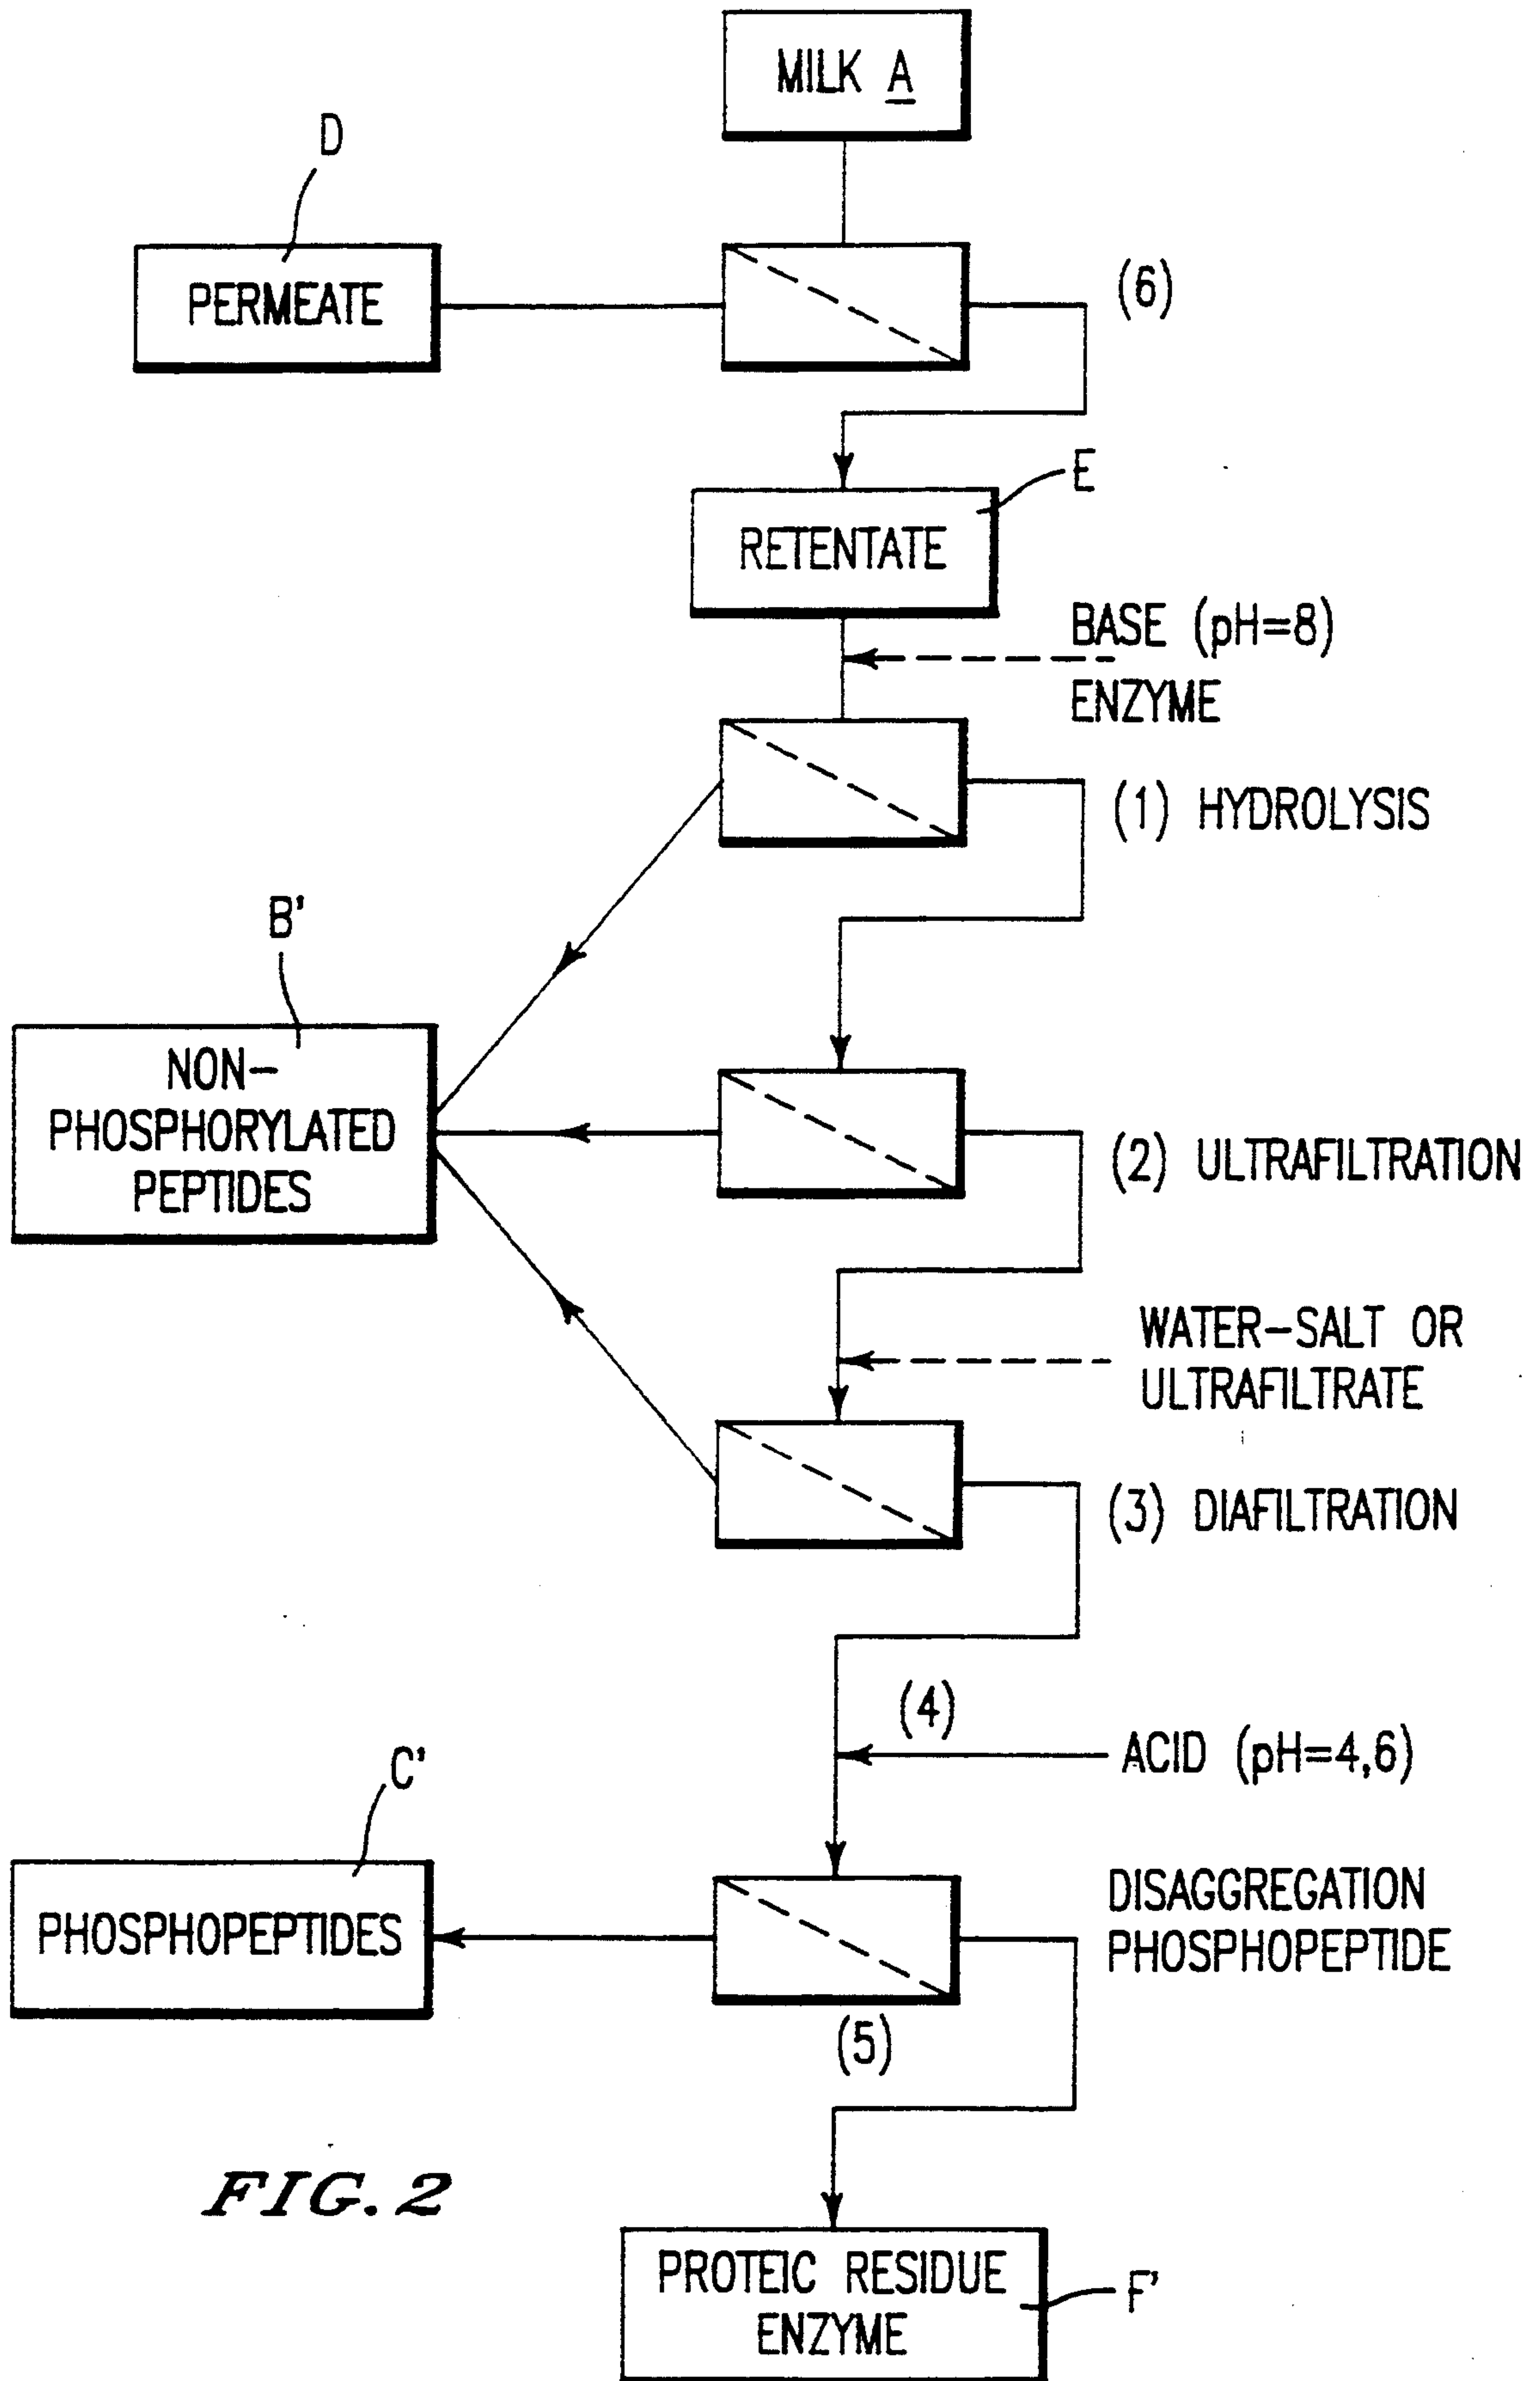 MILK A
D
PERMEATE
(6)
E
RETENTATE
BASE (pH=8)
ENZYME
(1) HYDROLYSIS
B'
NON-
PHOSPHORYLATED
PEPTIDES
(2) ULTRAFILTRATION
WATER-SALT OR
ULTRAFILTRATE
(3) DIAFILTRATION
(4)
ACID (pH=4,6)
C'
PHOSPHOPEPTIDES
DISAGGREGATION
PHOSPHOPEPTIDE
(5)
FIG. 2
PROTEIC RESIDUE
ENZYME
F'